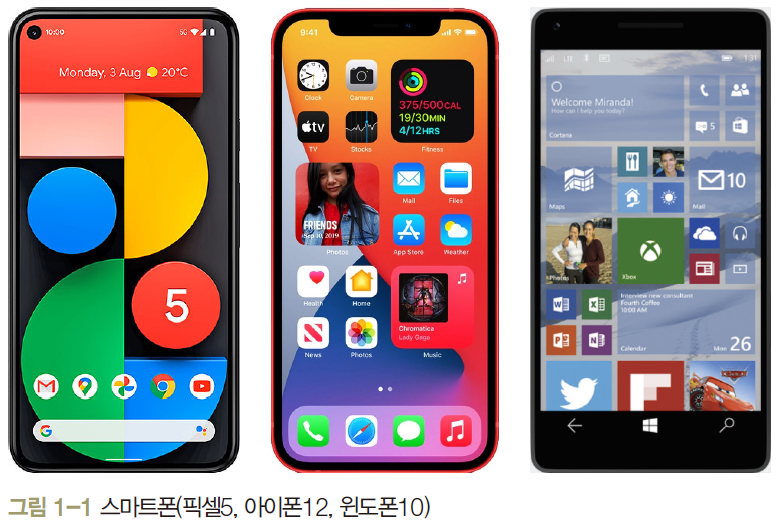 10:00
5G
Monday, 3 Aug 20°C
5
G
9:41
Clock
Camera
375/500CAL
19/30MIN
4/12HRS
tv
TV
Stocks
Fitness
FRIENDS
Sep 10, 2019
Photos
Mail
Files
App Store
Weather
Health
Home
Chromatica
Lady Gaga
News
Photos
Music
LTE
1:31
Welcome Miranda!
How can I help you today?
Cortana
5
Maps
10
Mail
Photos
Xbox
Interview new consultant
Fourth Coffee
10:00 AM
Calendar
Mon 26
그림 1-1 스마트폰(픽셀5, 아이폰12, 윈도폰10)